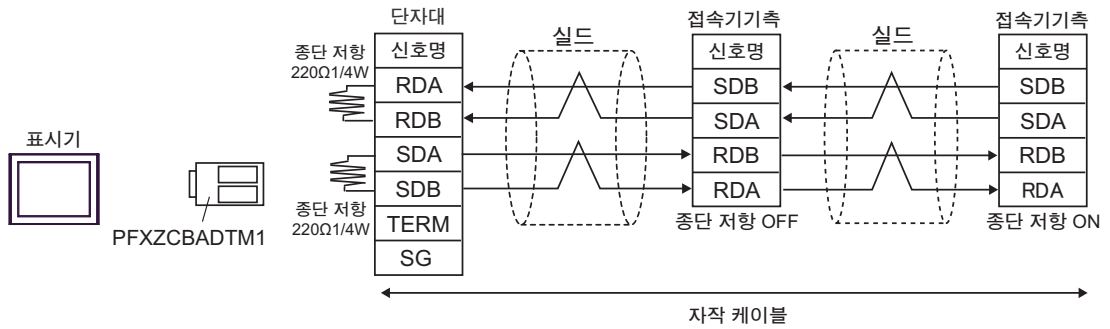 단자대
접속기기측
접속기기측
종단 저항
220Ω1/4W
신호명
실드
신호명
실드
신호명
RDA
SDB
SDB
RDB
SDA
SDA
표시기
SDA
RDB
RDB
SDB
RDA
RDA
종단 저항
220Ω1/4W
종단 저항 OFF
종단 저항 ON
PFXZCBADTM1
TERM
SG
자작 케이블